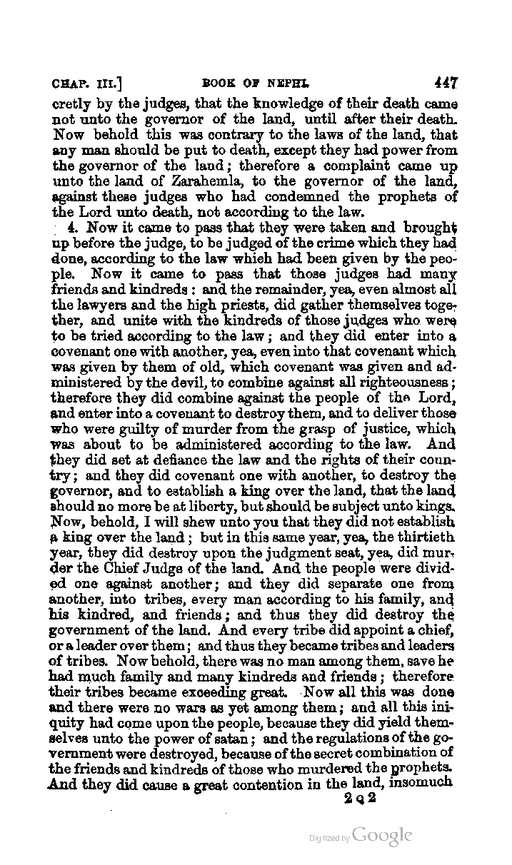 CHAP. III.] BOOK OF NEPHI. 447
cretly by the judges, that the knowledge of their death came
not unto the governor of the land, until after their death.
Now behold this was contrary to the laws of the land, that
any man should be put to death, except they had power from
the governor of the land; therefore a complaint came up
unto the land of Zarahemla, to the governor of the land,
against these judges who had condemned the prophets of
the Lord unto death, not according to the law.
4. Now it came to pass that they were taken and brought
up before the judge, to be judged of the crime which they had
done, according to the law which had been given by the peo-
ple. Now it came to pass that those judges had many
friends and kindreds: and the remainder, yea, even almost all
the lawyers and the high priests, did gather themselves toge-
ther, and unite with the kindreds of those judges who were
to be tried according to the law; and they did enter into a
covenant one with another, yea, even into that covenant which
was given by them of old, which covenant was given and ad-
ministered by the devil, to combine against all righteousness;
therefore they did combine against the people of the Lord,
and enter into a covenant to destroy them, and to deliver those
who were guilty of murder from the grasp of justice, which
was about to be administered according to the law. And
they did set at defiance the law and the rights of their coun-
try; and they did covenant one with another, to destroy the
governor, and to establish a king over the land, that the land
should no more be at liberty, but should be subject unto kings.
Now, behold, I will shew unto you that they did not establish
a king over the land; but in this same year, yea, the thirtieth
year, they did destroy upon the judgment seat, yea, did mur-
der the Chief Judge of the land. And the people were divid-
ed one against another; and they did separate one from
another, into tribes, every man according to his family, and
his kindred, and friends; and thus they did destroy the
government of the land. And every tribe did appoint a chief,
or a leader over them; and thus they became tribes and leaders
of tribes. Now behold, there was no man among them, save he
had much family and many kindreds and friends; therefore
their tribes became exceeding great. Now all this was done
and there were no wars as yet among them; and all this ini-
quity had come upon the people, because they did yield them-
selves unto the power of satan; and the regulations of the go-
vernment were destroyed, because of the secret combination of
the friends and kindreds of those who murdered the prophets.
And they did cause a great contention in the land, insomuch
2 Q 2
Digitized by Google